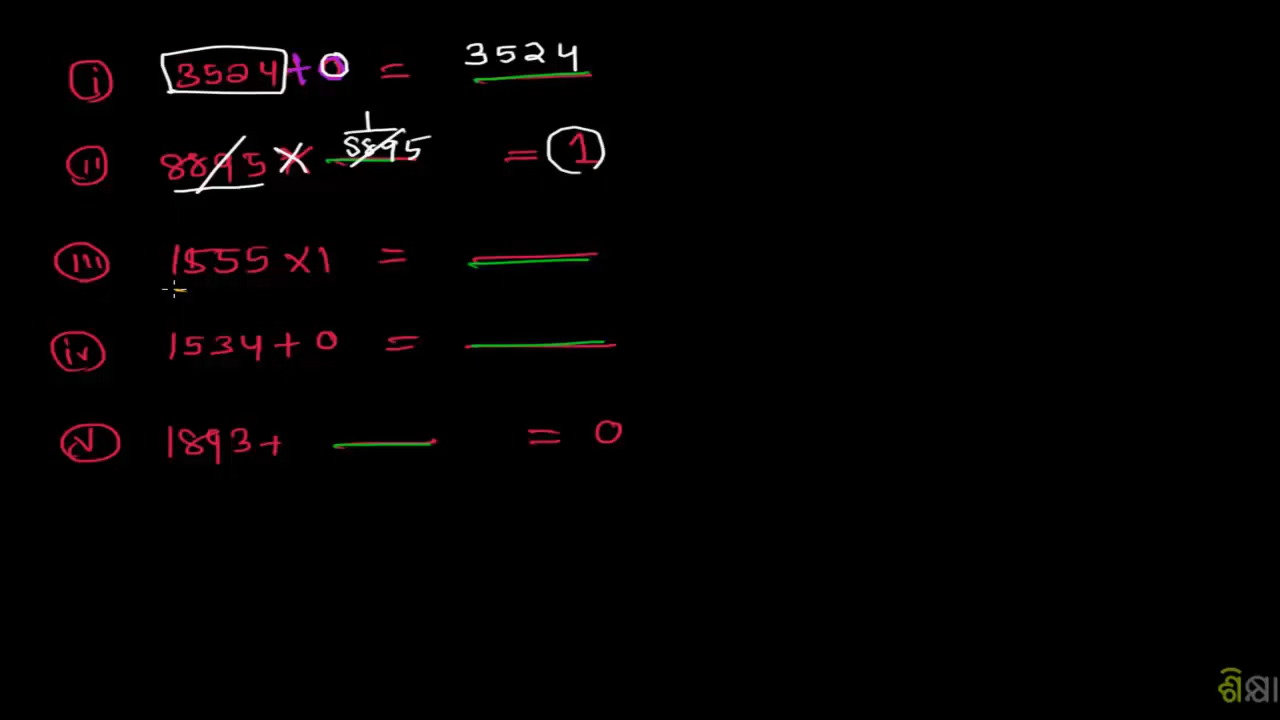 i 3524 + 0 = 3524
ii 8895 × 1/8895 = 1
iii 1555 × 1 =
iv 1534 + 0 =
v 1893 + = 0
ଶିକ୍ଷା